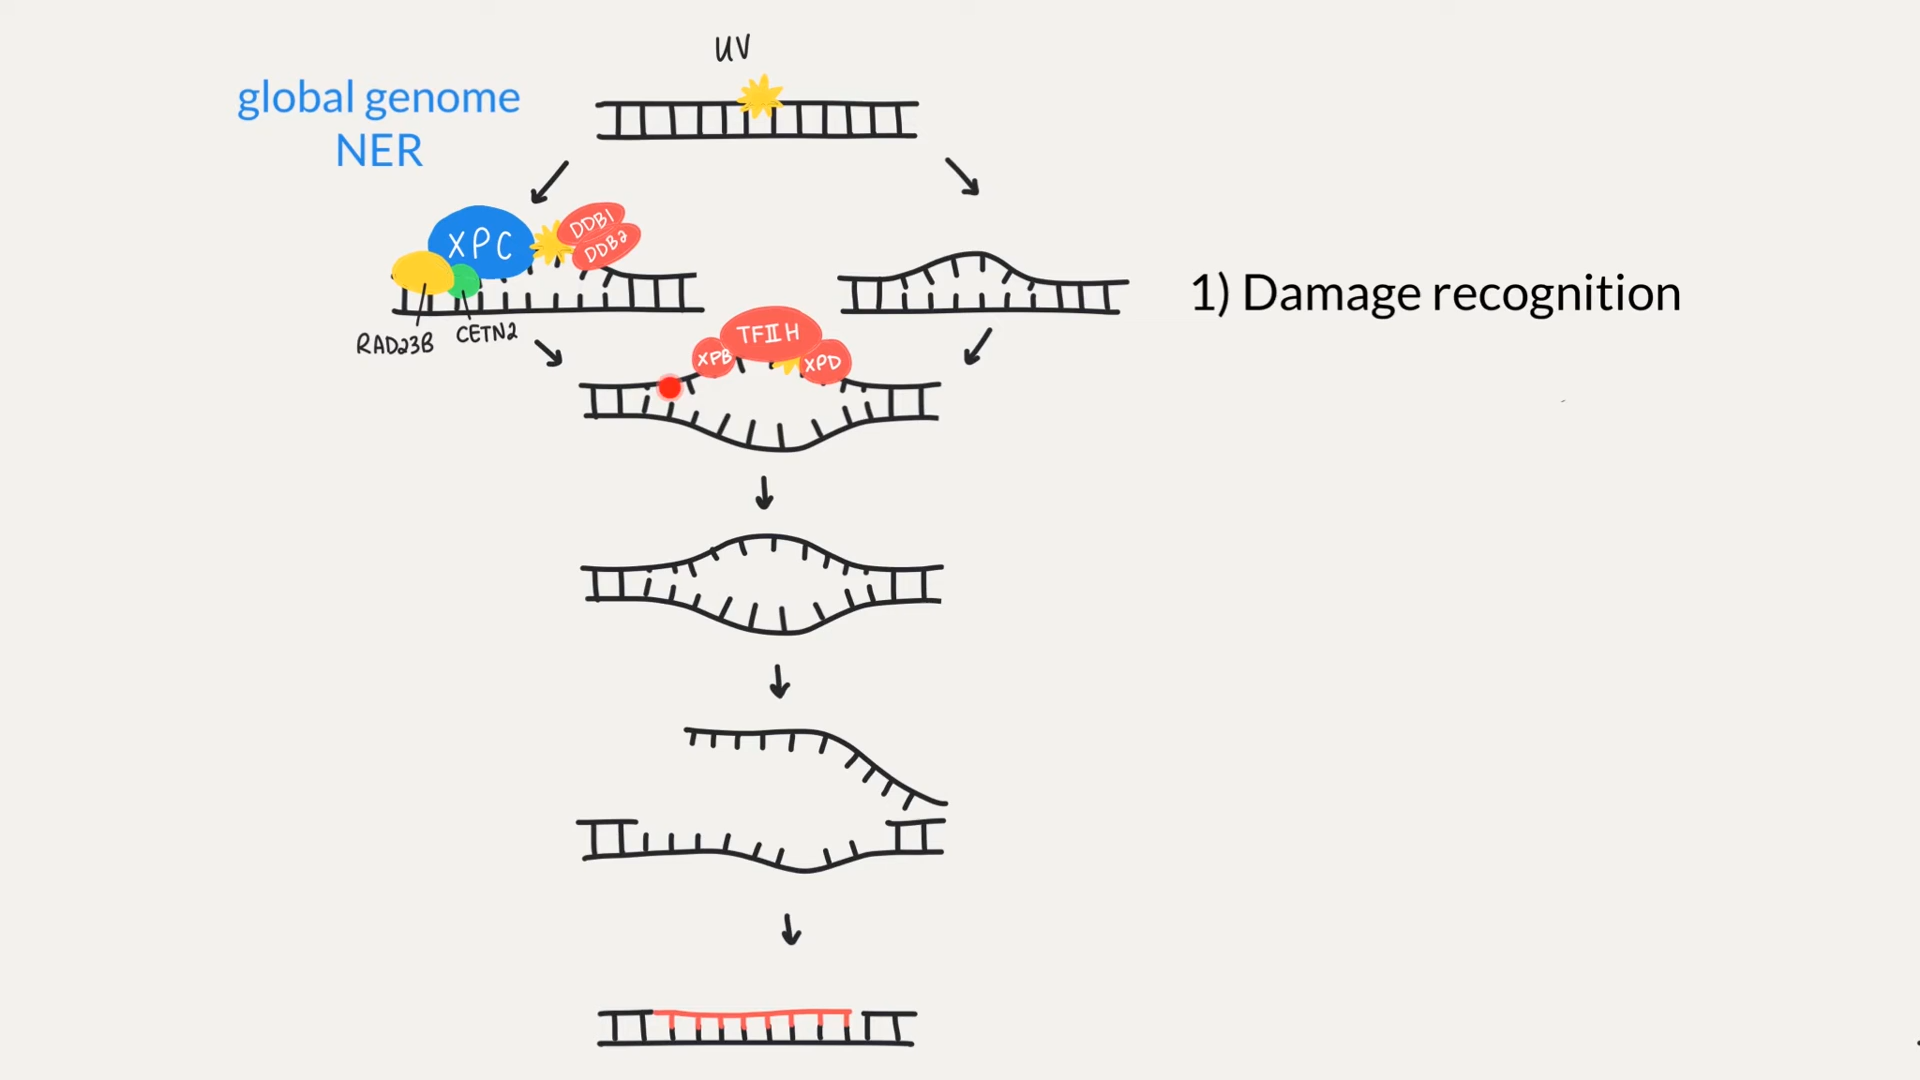 UV
global genome
NER
XPC
DDB1
DDB2
1) Damage recognition
RAD23B
CETN2
TFIIH
XPB
XPD